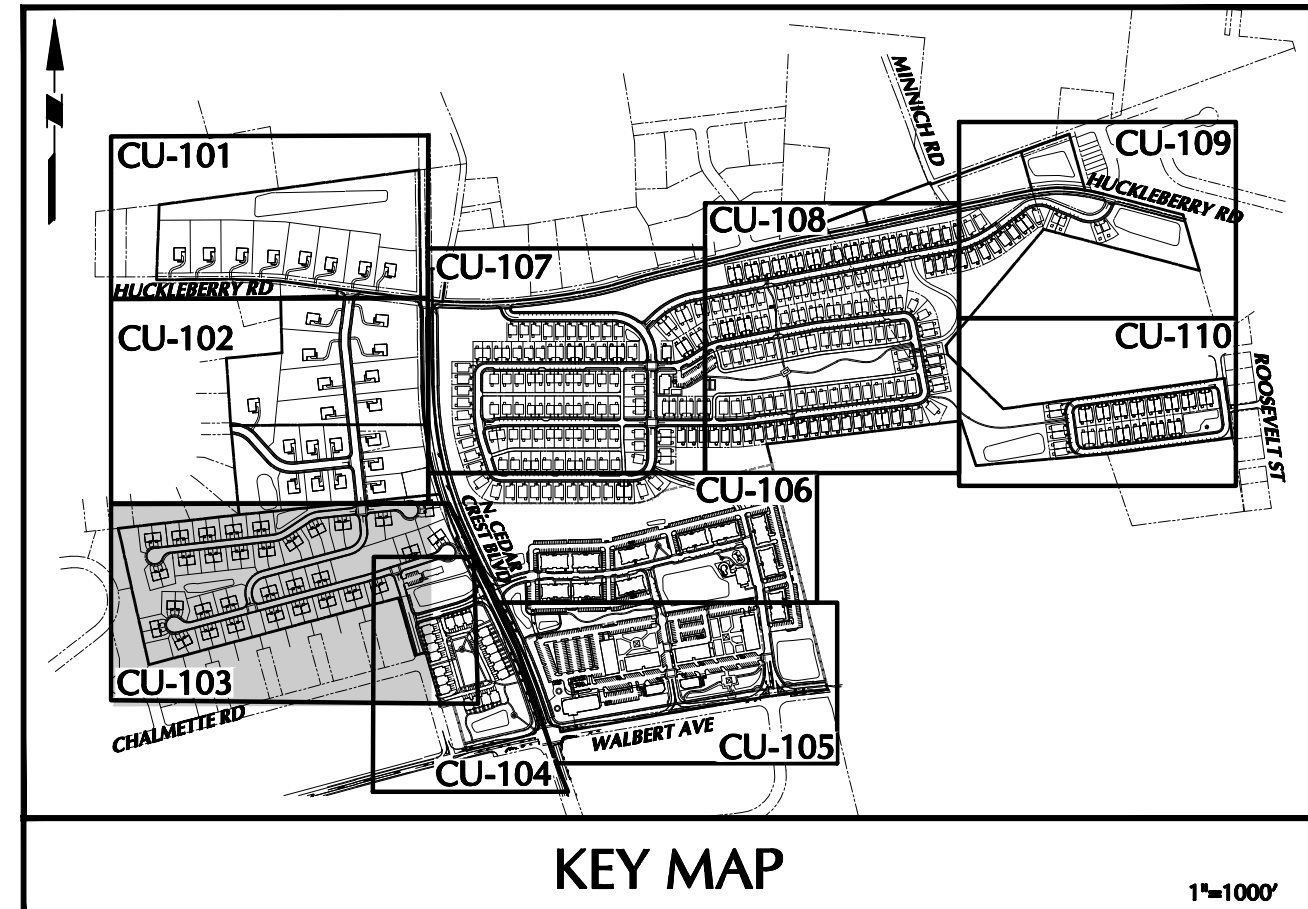 MINNICH RD
CU-101
CU-109
HUCKLEBERRY RD
CU-108
CU-107
HUCKLEBERRY RD
CU-102
CU-110
ROOSEVELT ST
CU-106
N. CEDAR
CREST BLVD
CU-103
CHALMETTE RD
WALBERT AVE
CU-105
CU-104
KEY MAP
1"=1000'